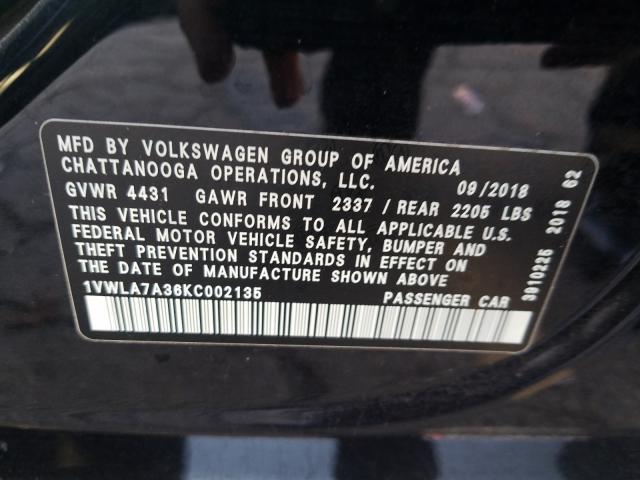 MFD BY VOLKSWAGEN GROUP OF AMERICA
CHATTANOOGA OPERATIONS, LLC. 09/2018
GVWR 4431 GAWR FRONT 2337 / REAR 2205 LBS
THIS VEHICLE CONFORMS TO ALL APPLICABLE U.S.
FEDERAL MOTOR VEHICLE SAFETY, BUMPER AND
THEFT PREVENTION STANDARDS IN EFFECT ON
THE DATE OF MANUFACTURE SHOWN ABOVE
1VWLA7A36KC002135 PASSENGER CAR
3910225 2018 62